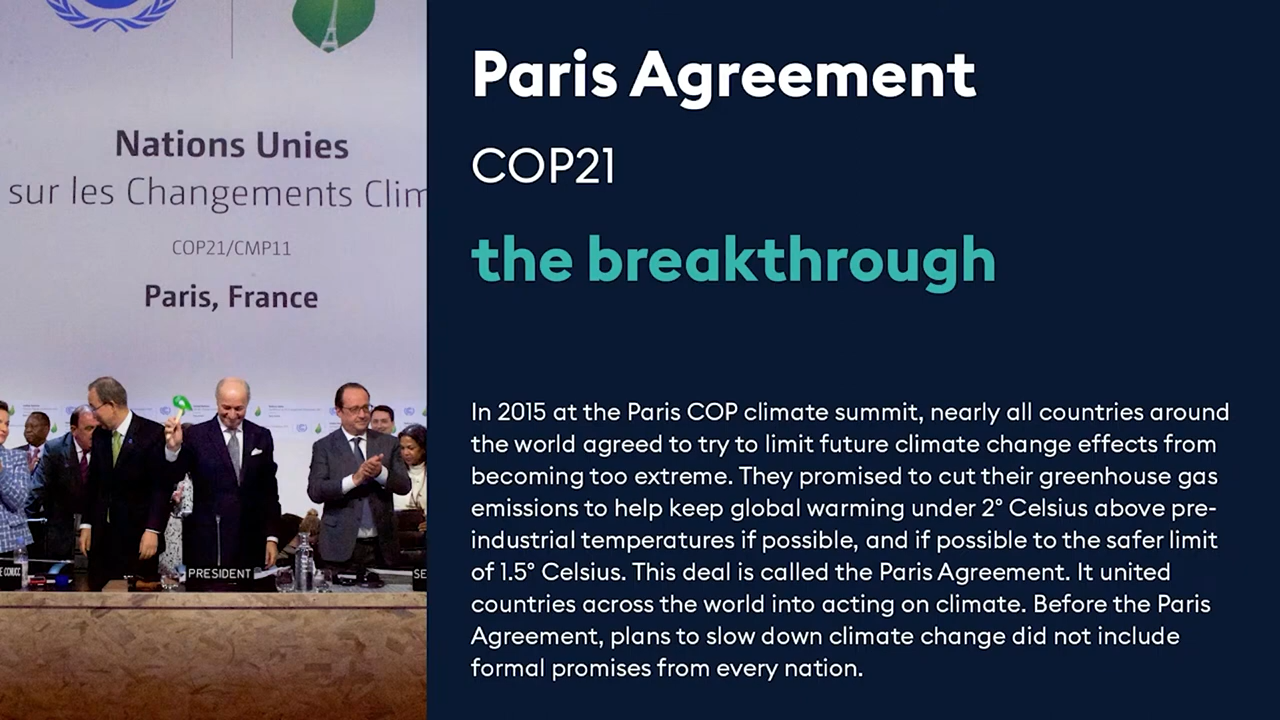 Nations Unies
sur les Changements Clim
COP21/CMP11
Paris, France
PRESIDENT
SE
Paris Agreement
COP21
the breakthrough
In 2015 at the Paris COP climate summit, nearly all countries around
the world agreed to try to limit future climate change effects from
becoming too extreme. They promised to cut their greenhouse gas
emissions to help keep global warming under 2° Celsius above pre-
industrial temperatures if possible, and if possible to the safer limit
of 1.5° Celsius. This deal is called the Paris Agreement. It united
countries across the world into acting on climate. Before the Paris
Agreement, plans to slow down climate change did not include
formal promises from every nation.